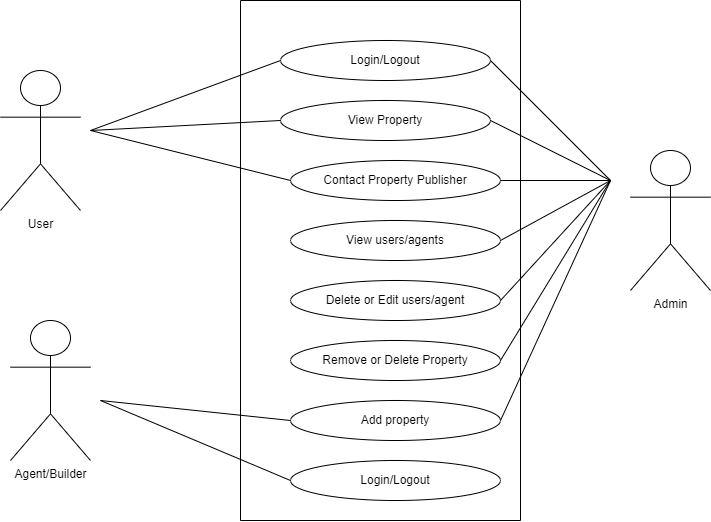 Login/Logout
View Property
Contact Property Publisher
User
View users/agents
Delete or Edit users/agent
Admin
Remove or Delete Property
Add property
Agent/Builder
Login/Logout